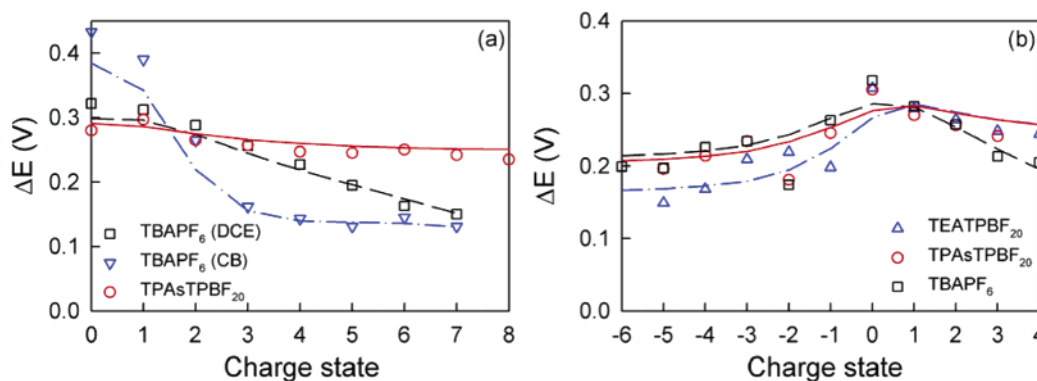 (a)
0.4
0.3
0.2
0.1
0.0
ΔE (V)
TBAPF₆ (DCE)
TBAPF₆ (CB)
TPAsTPBF₂₀
0 1 2 3 4 5 6 7 8
Charge state
(b)
0.4
0.3
0.2
0.1
0.0
ΔE (V)
TEATPBF₂₀
TPAsTPBF₂₀
TBAPF₆
-6 -5 -4 -3 -2 -1 0 1 2 3 4
Charge state